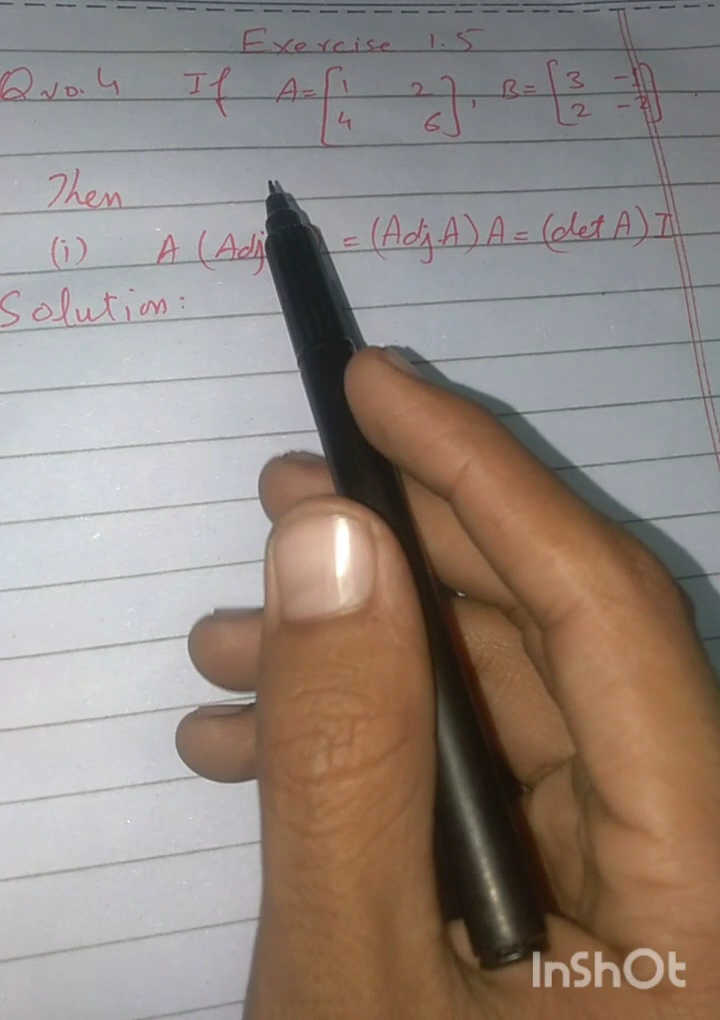 Exercise 1.5
Q no. 4 If A = [1 2 , B = [3 -1
4 6] 2 -2]
Then
(i) A (Adj = (Adj.A) A = (det A) I
Solution:
InShOt